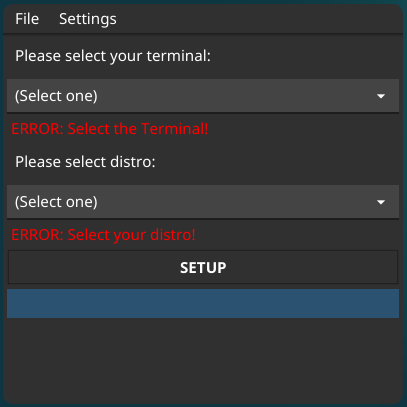 File Settings
Please select your terminal:
(Select one)
ERROR: Select the Terminal!
Please select distro:
(Select one)
ERROR: Select your distro!
SETUP